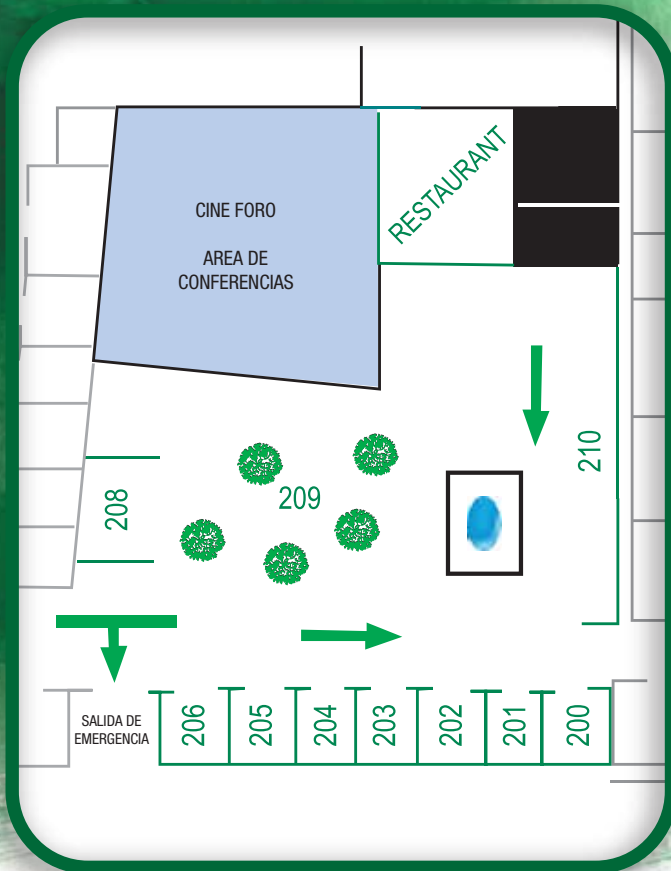 CINE FORO
AREA DE
CONFERENCIAS
RESTAURANT
210
209
208
SALIDA DE
EMERGENCIA
206
205
204
203
202
201
200